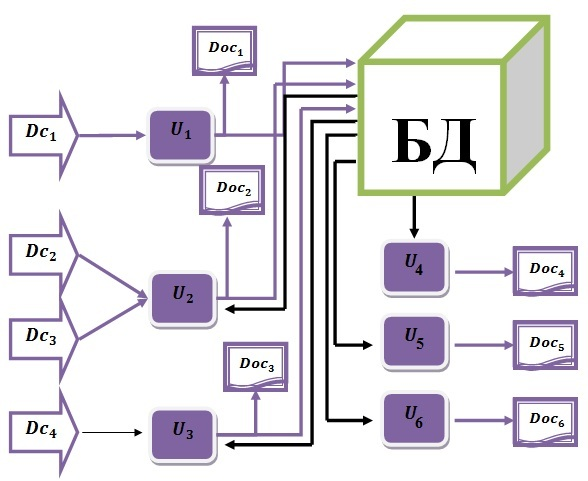 Doc₁
БД
Dc₁
U₁
Doc₂
Dc₂
U₂
U₄
Doc₄
Dc₃
U₅
Doc₅
Doc₃
Dc₄
U₃
U₆
Doc₆